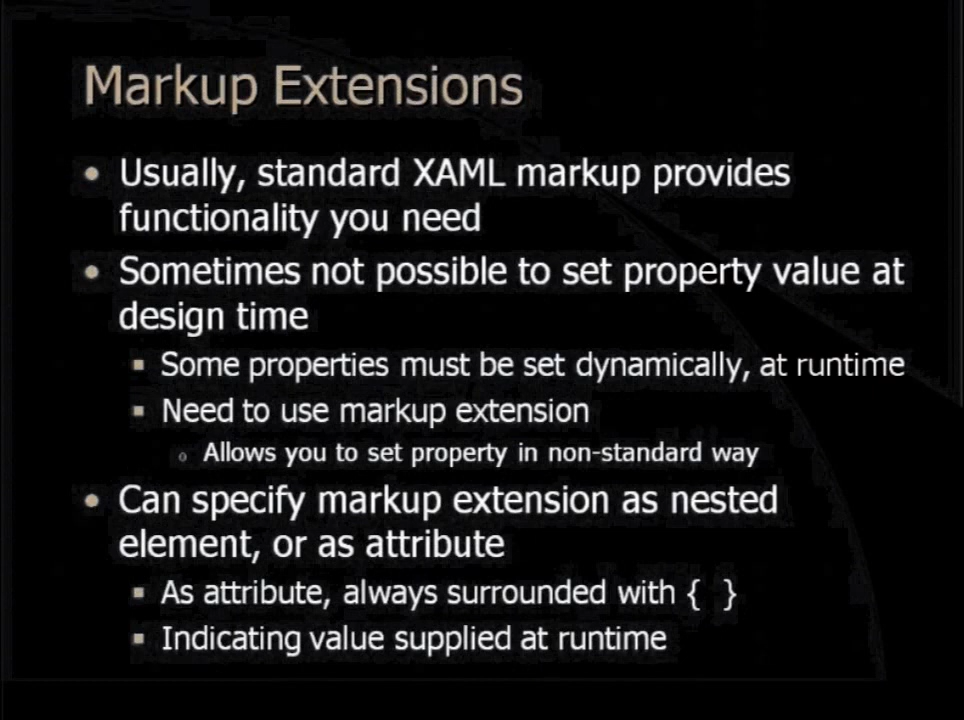 Markup Extensions
• Usually, standard XAML markup provides
functionality you need
• Sometimes not possible to set property value at
design time
▪ Some properties must be set dynamically, at runtime
▪ Need to use markup extension
o Allows you to set property in non-standard way
• Can specify markup extension as nested
element, or as attribute
▪ As attribute, always surrounded with { }
▪ Indicating value supplied at runtime